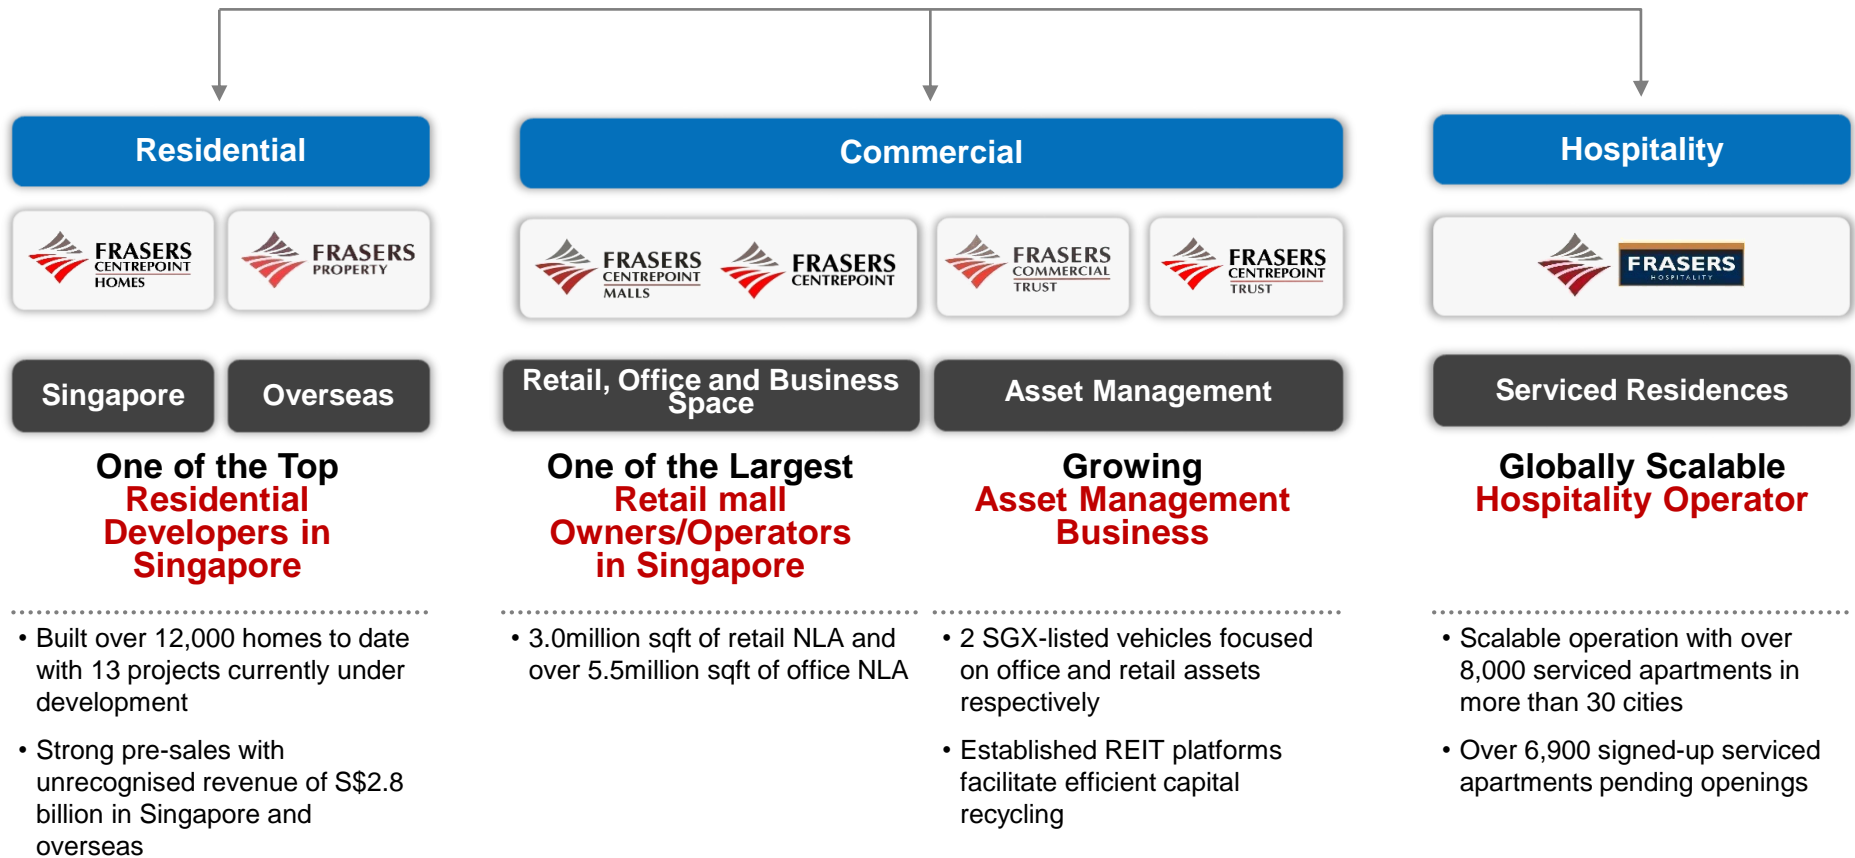 Residential
Commercial
Hospitality
FRASERS
CENTREPOINT
HOMES
FRASERS
PROPERTY
FRASERS
CENTREPOINT
MALLS
FRASERS
CENTREPOINT
FRASERS
COMMERCIAL
TRUST
FRASERS
CENTREPOINT
TRUST
FRASERS
HOSPITALITY
Singapore
Overseas
Retail, Office and Business
Space
Asset Management
Serviced Residences
One of the Top
Residential
Developers in
Singapore
One of the Largest
Retail mall
Owners/Operators
in Singapore
Growing
Asset Management
Business
Globally Scalable
Hospitality Operator
• Built over 12,000 homes to date
with 13 projects currently under
development
• Strong pre-sales with
unrecognised revenue of S$2.8
billion in Singapore and
overseas
• 3.0million sqft of retail NLA and
over 5.5million sqft of office NLA
• 2 SGX-listed vehicles focused
on office and retail assets
respectively
• Established REIT platforms
facilitate efficient capital
recycling
• Scalable operation with over
8,000 serviced apartments in
more than 30 cities
• Over 6,900 signed-up serviced
apartments pending openings